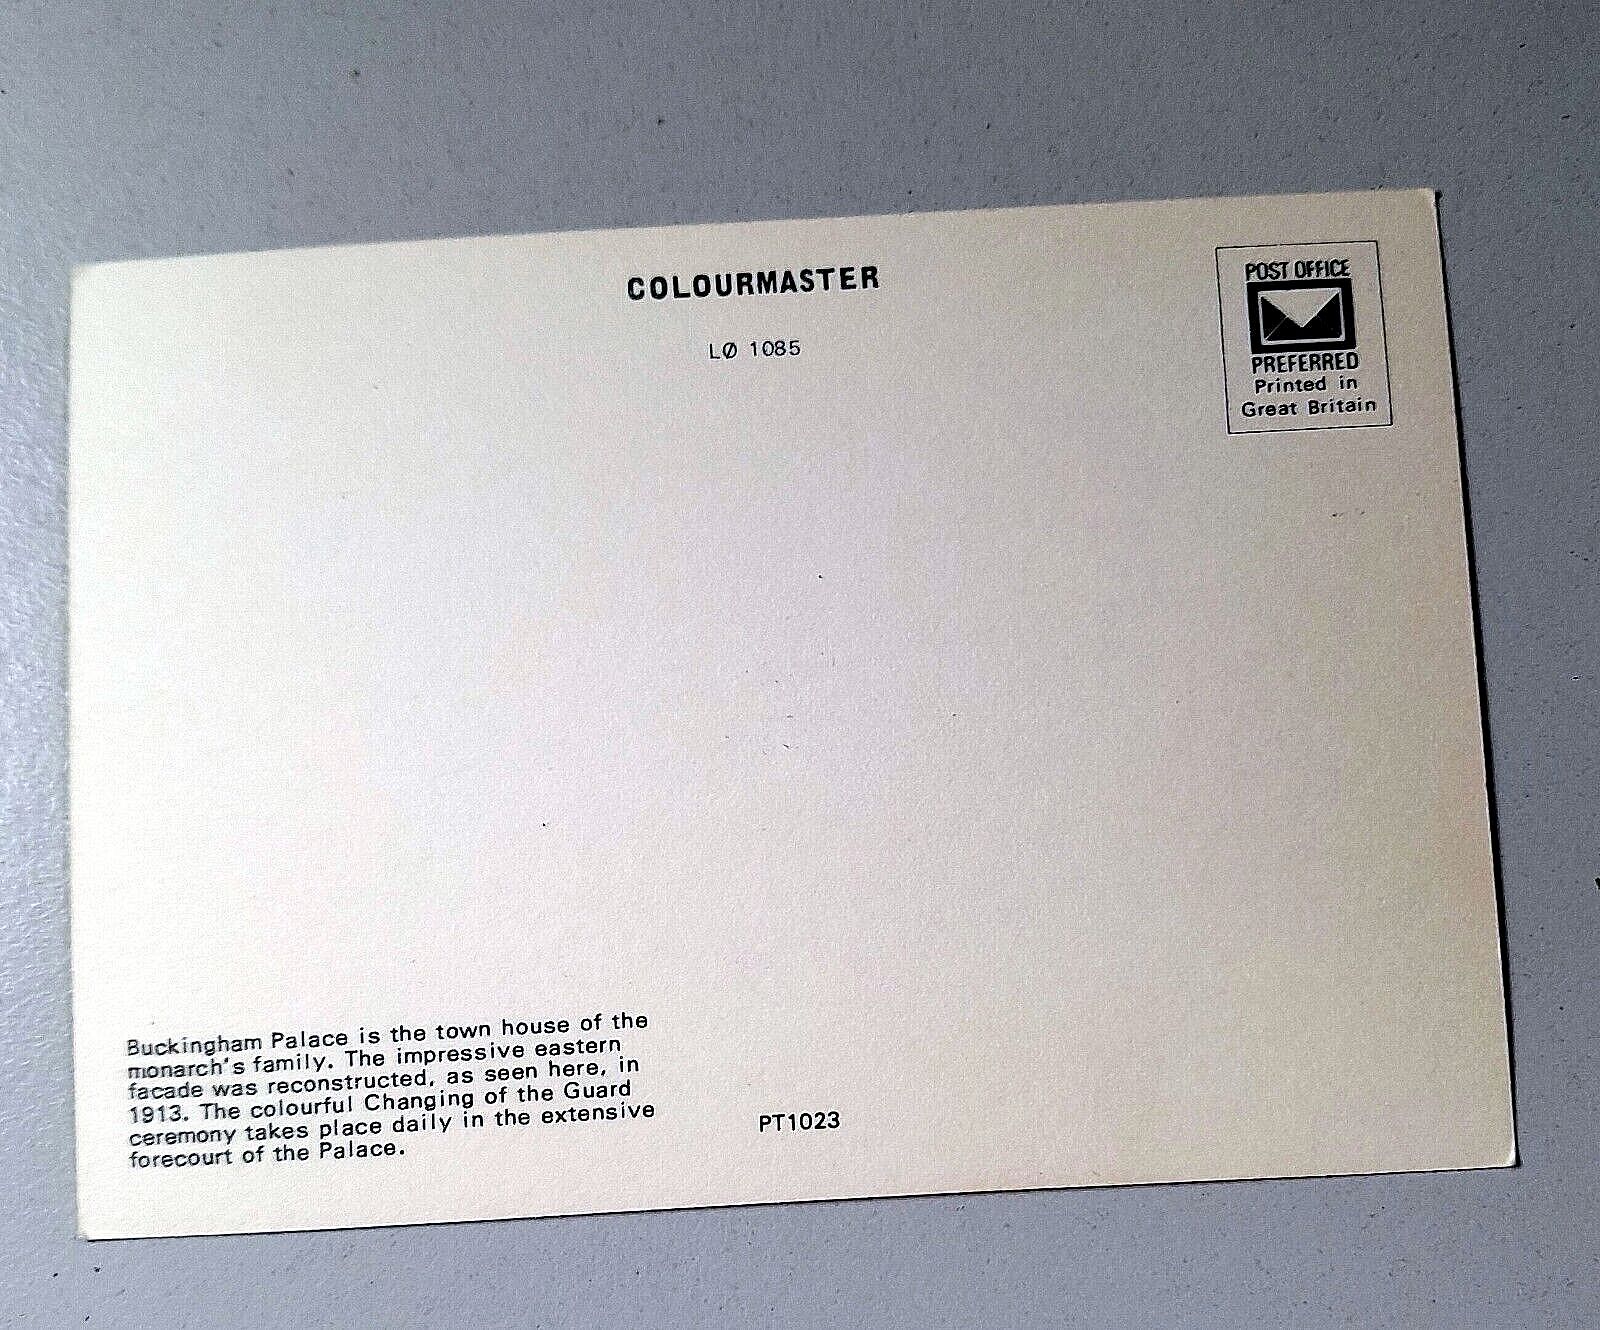 COLOURMASTER
LØ 1085
POST OFFICE
PREFERRED
Printed in
Great Britain
Buckingham Palace is the town house of the
monarch's family. The impressive eastern
facade was reconstructed, as seen here, in
1913. The colourful Changing of the Guard
ceremony takes place daily in the extensive
forecourt of the Palace.
PT1023